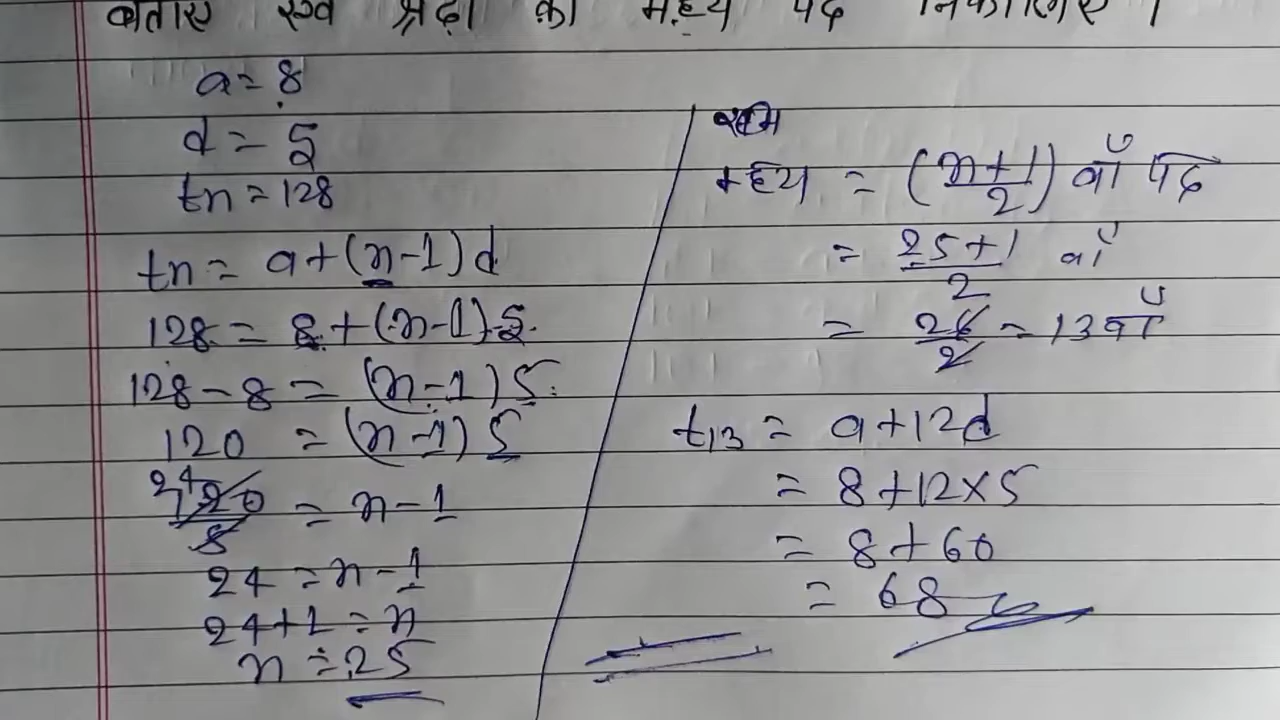 बताए एवं श्रेढ़ी का मध्य पद निकालिए ।
a = 8
d = 5
tn = 128
tn = a+(n-1)d
128 = 8+(n-1)5
128-8 = (n-1)5
120 = (n-1)5
24
120/5 = n-1
24 = n-1
24+1 = n
n = 25
मध्य = (n+1/2) वाँ पद
= 25+1/2 वाँ
= 26/2 = 13वाँ
t13 = a+12d
= 8+12×5
= 8+60
= 68